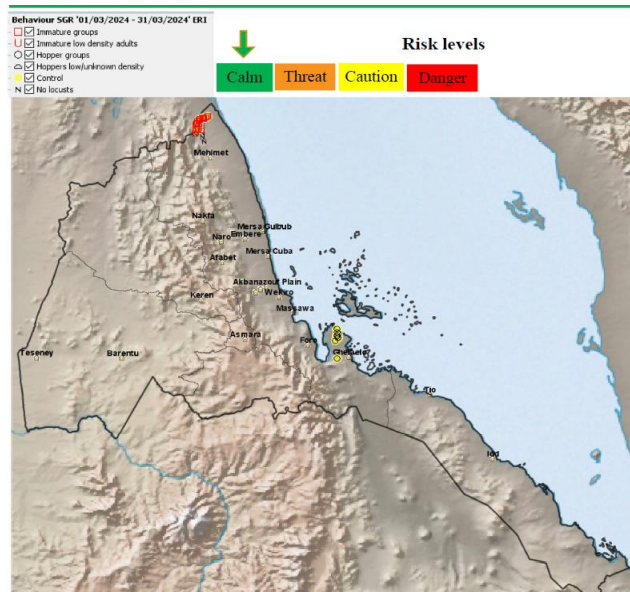 Behaviour SGR '01/03/2024 - 31/03/2024' ERI
Immature groups
Immature low density adults
Hopper groups
Hoppers low/unknown density
Control
N No locusts
Risk levels
Calm Threat Caution Danger
Mehimet
Nakfa
Mersa Gulbub
Naro Embere
Mersa Cuba
Afabet
Akbanazouf Plain
Keren Wekiro
Massawa
Asmara Foro
Ghelaelo
Teseney Barentu
Tio
Idd